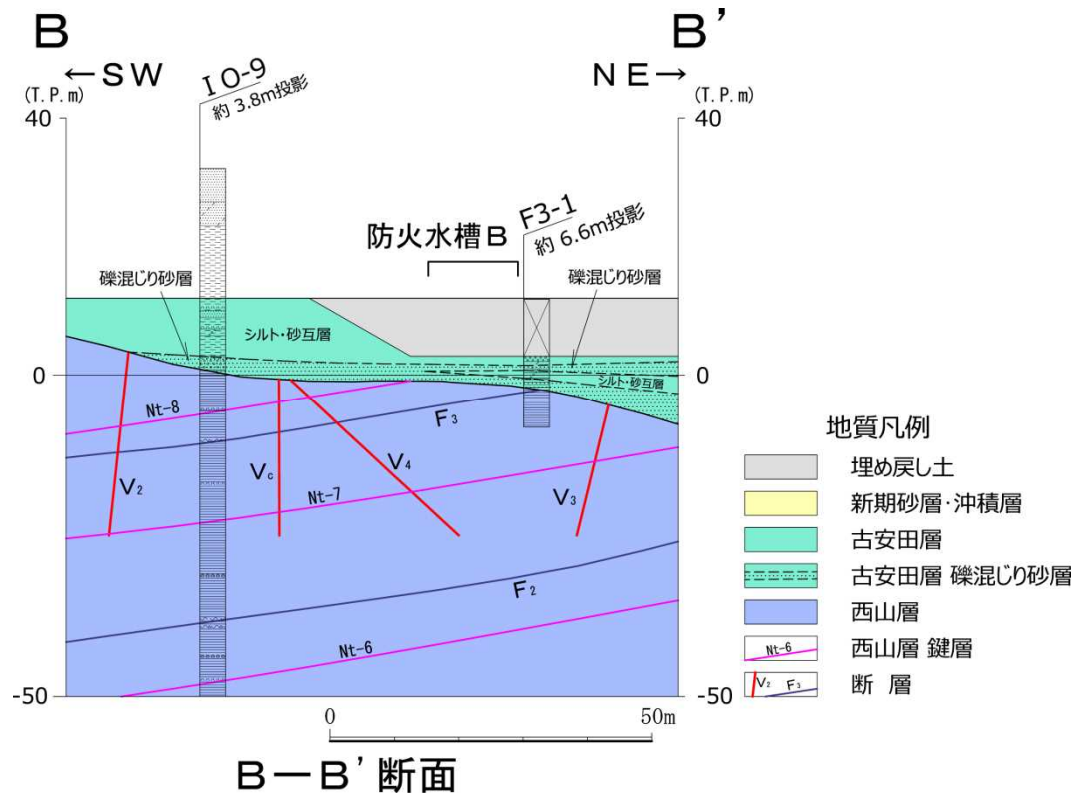 B
B'
←SW
NE→
(T.P.m)
(T.P.m)
40
40
IO-9
約 3.8m投影
F3-1
約 6.6m投影
防火水槽B
礫混じり砂層
礫混じり砂層
シルト・砂互層
シルト・砂互層
0
0
Nt-8
F3
V2
Vc
V4
V3
Nt-7
F2
Nt-6
-50
-50
0
50m
B―B'断面
地質凡例
埋め戻し土
新期砂層・沖積層
古安田層
古安田層 礫混じり砂層
西山層
Nt-6
西山層 鍵層
V2
F3
断 層